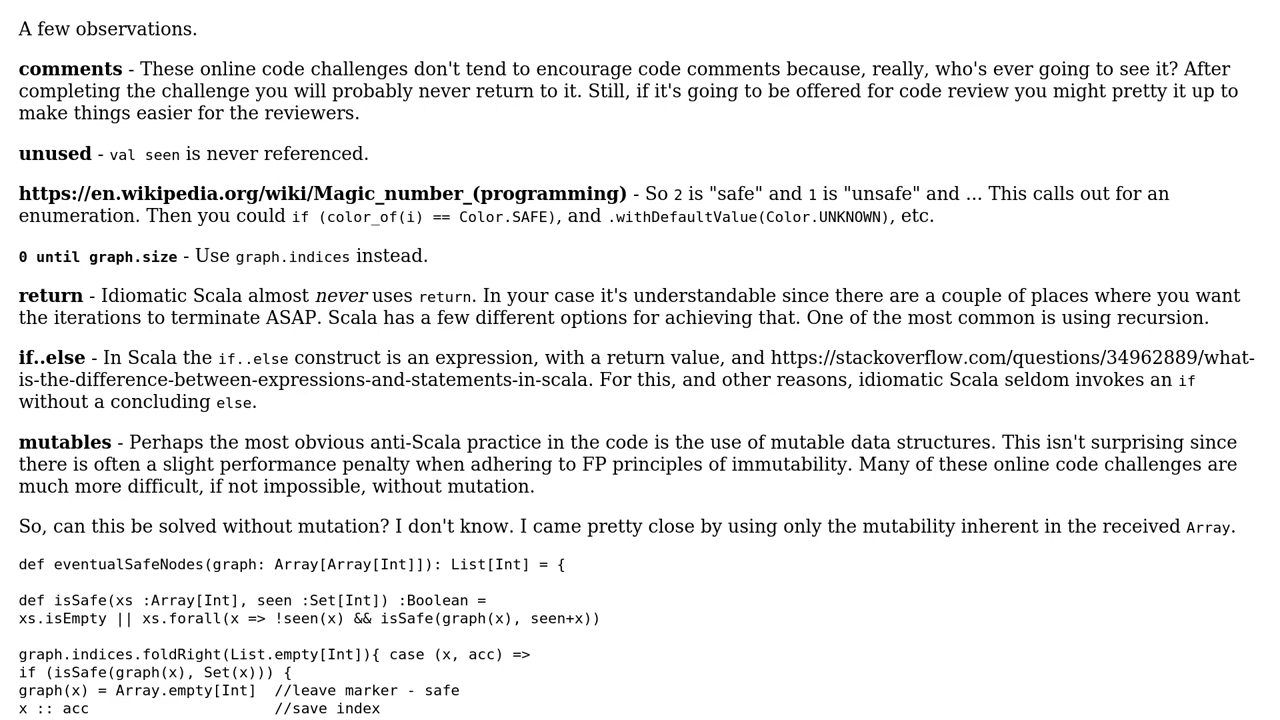 A few observations.
comments - These online code challenges don't tend to encourage code comments because, really, who's ever going to see it? After
completing the challenge you will probably never return to it. Still, if it's going to be offered for code review you might pretty it up to
make things easier for the reviewers.
unused - val seen is never referenced.
https://en.wikipedia.org/wiki/Magic_number_(programming) - So 2 is "safe" and 1 is "unsafe" and ... This calls out for an
enumeration. Then you could if (color_of(i) == Color.SAFE), and .withDefaultValue(Color.UNKNOWN), etc.
0 until graph.size - Use graph.indices instead.
return - Idiomatic Scala almost never uses return. In your case it's understandable since there are a couple of places where you want
the iterations to terminate ASAP. Scala has a few different options for achieving that. One of the most common is using recursion.
if..else - In Scala the if..else construct is an expression, with a return value, and https://stackoverflow.com/questions/34962889/what-
is-the-difference-between-expressions-and-statements-in-scala. For this, and other reasons, idiomatic Scala seldom invokes an if
without a concluding else.
mutables - Perhaps the most obvious anti-Scala practice in the code is the use of mutable data structures. This isn't surprising since
there is often a slight performance penalty when adhering to FP principles of immutability. Many of these online code challenges are
much more difficult, if not impossible, without mutation.
So, can this be solved without mutation? I don't know. I came pretty close by using only the mutability inherent in the received Array.
def eventualSafeNodes(graph: Array[Array[Int]]): List[Int] = {
def isSafe(xs :Array[Int], seen :Set[Int]) :Boolean =
xs.isEmpty || xs.forall(x => !seen(x) && isSafe(graph(x), seen+x))
graph.indices.foldRight(List.empty[Int]){ case (x, acc) =>
if (isSafe(graph(x), Set(x))) {
graph(x) = Array.empty[Int]  //leave marker - safe
x :: acc                     //save index